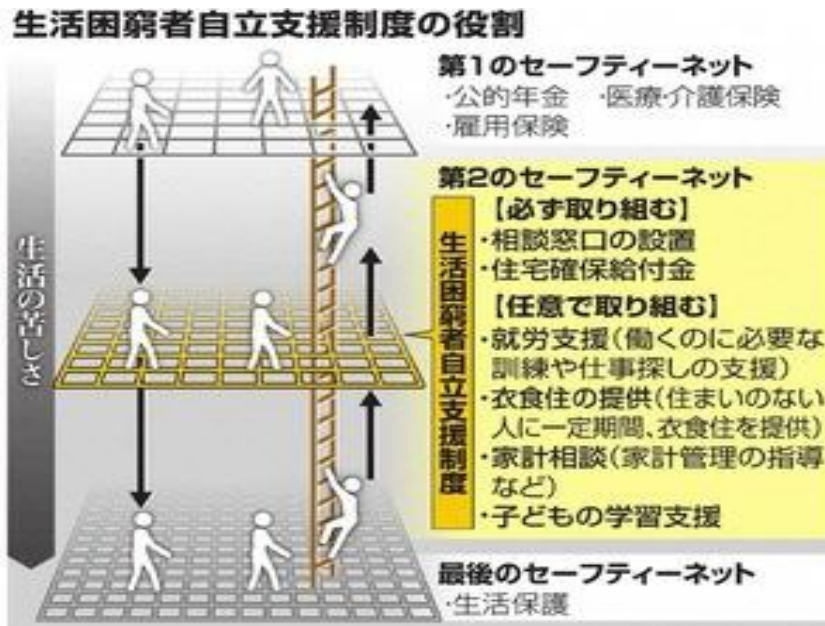 生活困窮者自立支援制度の役割
生活の苦しさ
第1のセーフティーネット
・公的年金 ・医療・介護保険
・雇用保険
第2のセーフティーネット
生活困窮者自立支援制度
【必ず取り組む】
・相談窓口の設置
・住宅確保給付金
【任意で取り組む】
・就労支援(働くのに必要な
訓練や仕事探しの支援)
・衣食住の提供(住まいのない
人に一定期間、衣食住を提供)
・家計相談(家計管理の指導
など)
・子どもの学習支援
最後のセーフティーネット
・生活保護